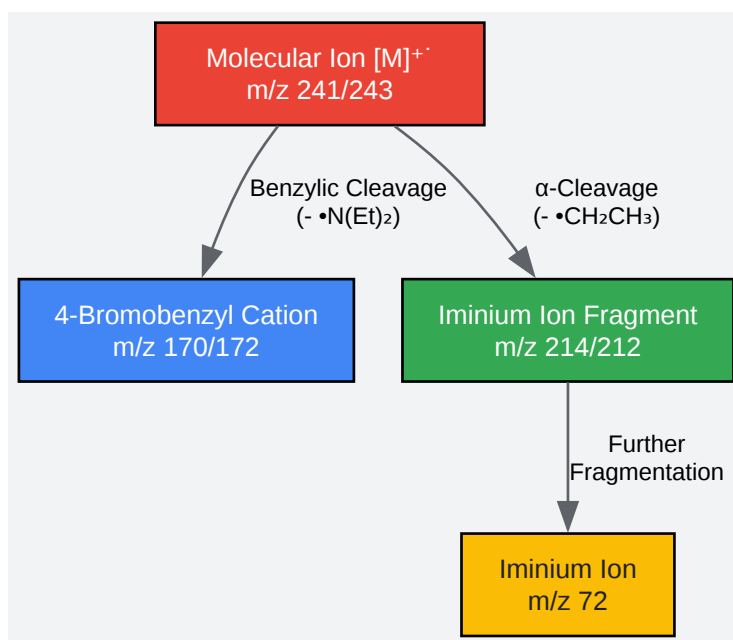 Molecular Ion [M]⁺˙
m/z 241/243
Benzylic Cleavage
(- •N(Et)₂)
α-Cleavage
(- •CH₂CH₃)
4-Bromobenzyl Cation
m/z 170/172
Iminium Ion Fragment
m/z 214/212
Further
Fragmentation
Iminium Ion
m/z 72